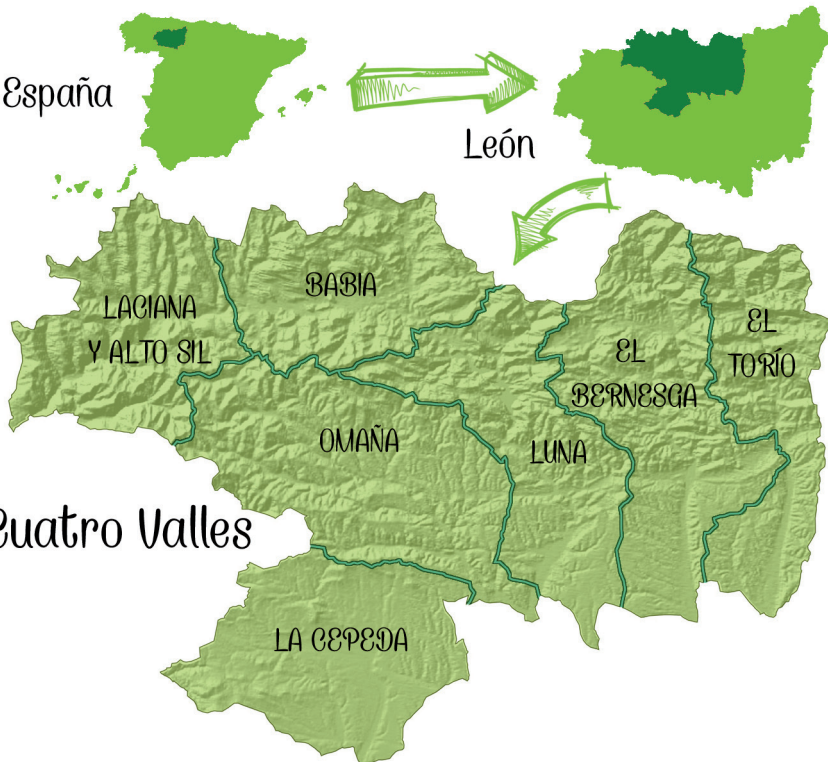 España
León
BABIA
LACIANA
Y ALTO SIL
EL
TORÍO
EL
BERNESGA
OMAÑA
LUNA
Cuatro Valles
LA CEPEDA